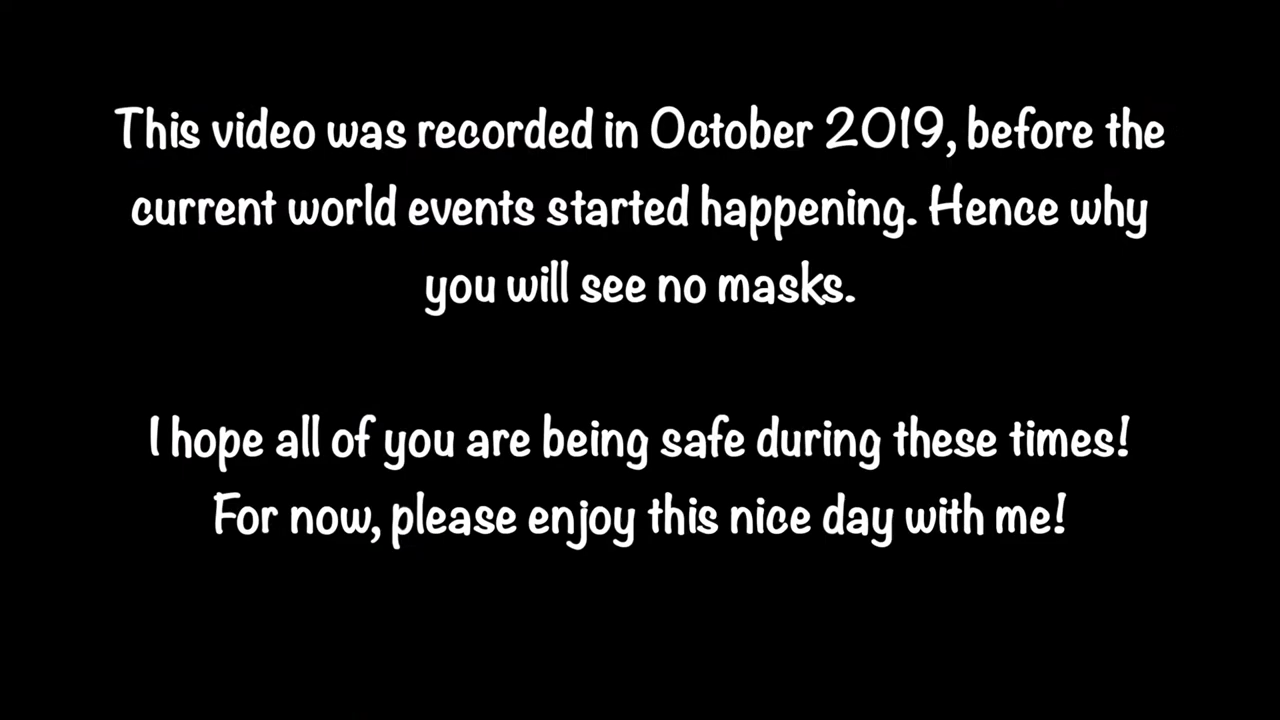 This video was recorded in October 2019, before the
current world events started happening. Hence why
you will see no masks.
I hope all of you are being safe during these times!
For now, please enjoy this nice day with me!